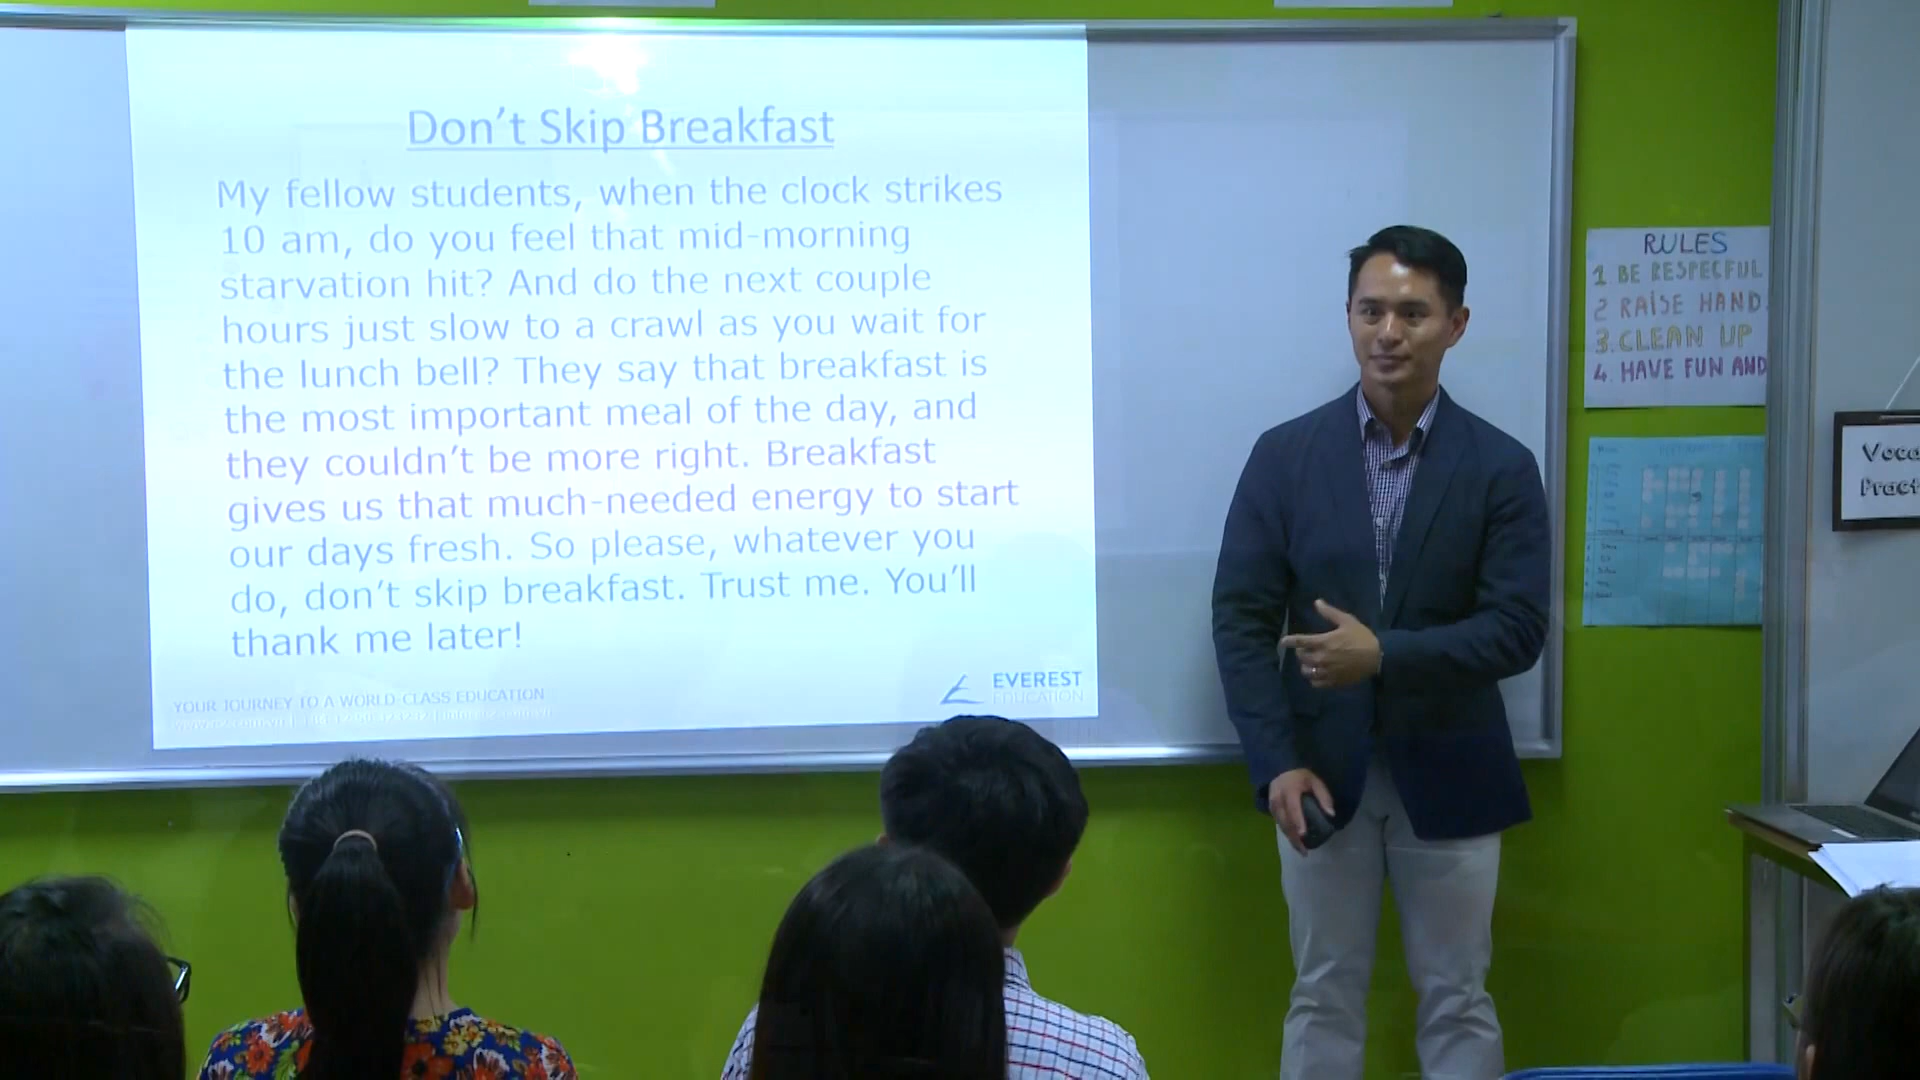 Don't Skip Breakfast
My fellow students, when the clock strikes
10 am, do you feel that mid-morning
starvation hit? And do the next couple
hours just slow to a crawl as you wait for
the lunch bell? They say that breakfast is
the most important meal of the day, and
they couldn't be more right. Breakfast
gives us that much-needed energy to start
our days fresh. So please, whatever you
do, don't skip breakfast. Trust me. You'll
thank me later!
YOUR JOURNEY TO A WORLD-CLASS EDUCATION
EVEREST
EDUCATION
RULES
1 BE RESPECFUL
2 RAISE HAND
3. CLEAN UP
4. HAVE FUN AND